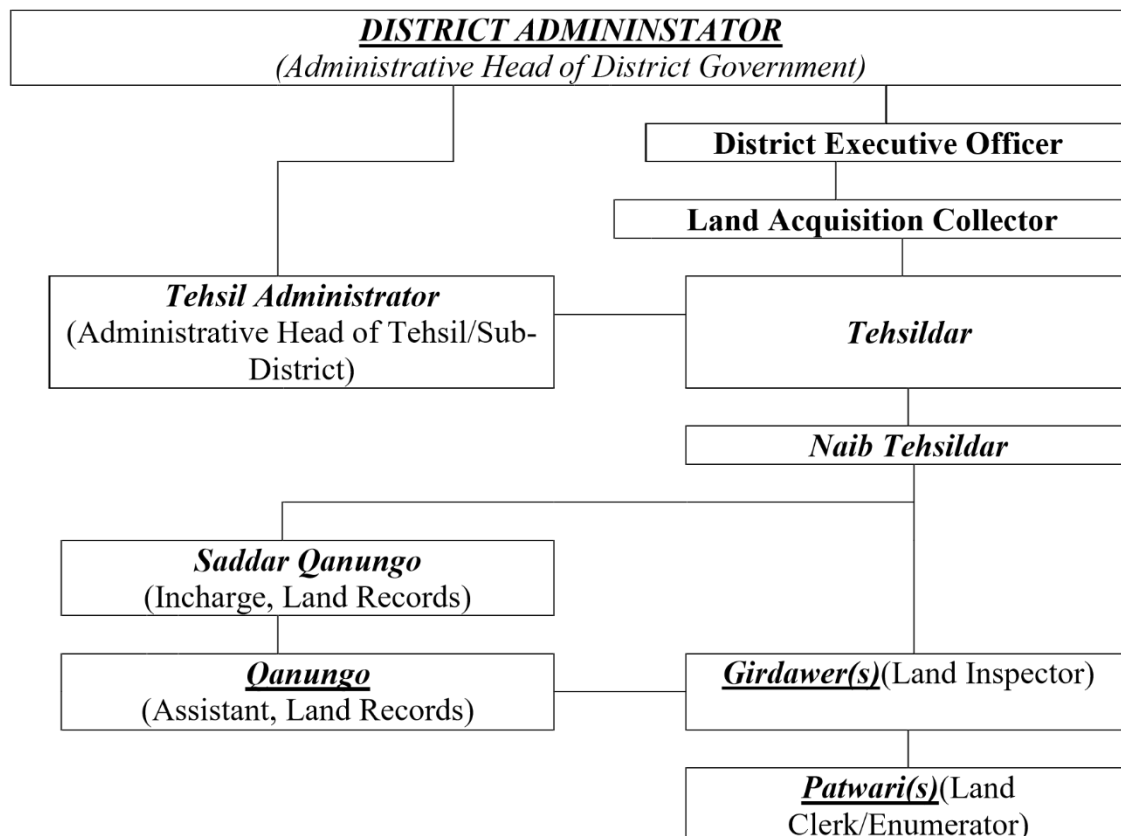 DISTRICT ADMININSTATOR
(Administrative Head of District Government)
District Executive Officer
Land Acquisition Collector
Tehsil Administrator
(Administrative Head of Tehsil/Sub-
District)
Tehsildar
Naib Tehsildar
Saddar Qanungo
(Incharge, Land Records)
Qanungo
(Assistant, Land Records)
Girdawer(s)(Land Inspector)
Patwari(s)(Land
Clerk/Enumerator)